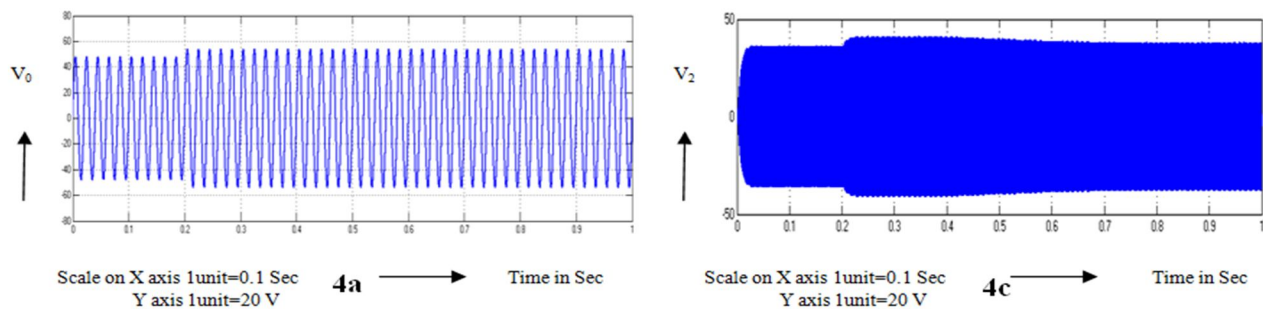 80
60
40
20
0
-20
-40
-60
-80
V0
0 0.1 0.2 0.3 0.4 0.5 0.6 0.7 0.8 0.9 1
Scale on X axis 1unit=0.1 Sec
Y axis 1unit=20 V
4a
Time in Sec
50
0
-50
V2
0 0.1 0.2 0.3 0.4 0.5 0.6 0.7 0.8 0.9 1
Scale on X axis 1unit=0.1 Sec
Y axis 1unit=20 V
4c
Time in Sec